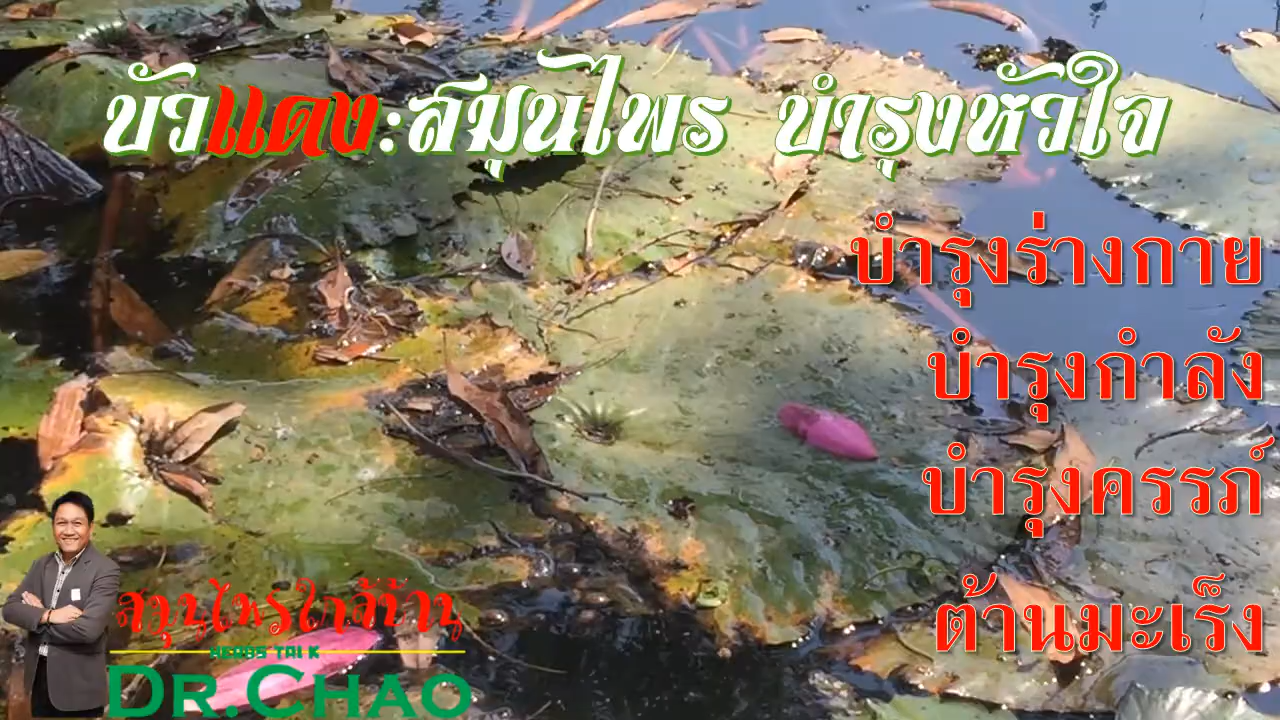 บัวแดง:สมุนไพร บำรุงหัวใจ
บำรุงร่างกาย
บำรุงกำลัง
บำรุงครรภ์
ต้านมะเร็ง
สมุนไพรใกล้บ้าน
HERBS TALK
DR.CHAO